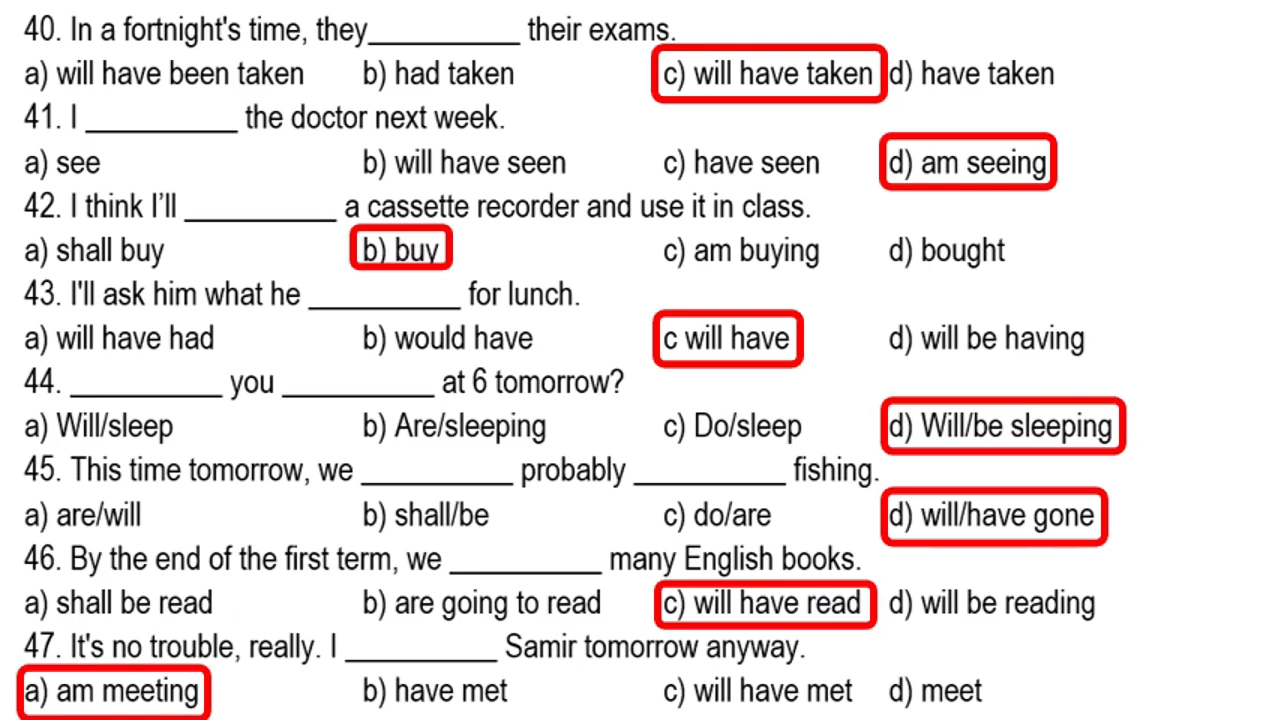 40. In a fortnight's time, they__________ their exams.
a) will have been taken b) had taken c) will have taken d) have taken
41. I __________ the doctor next week.
a) see b) will have seen c) have seen d) am seeing
42. I think I’ll __________ a cassette recorder and use it in class.
a) shall buy b) buy c) am buying d) bought
43. I'll ask him what he __________ for lunch.
a) will have had b) would have c will have d) will be having
44. __________ you __________ at 6 tomorrow?
a) Will/sleep b) Are/sleeping c) Do/sleep d) Will/be sleeping
45. This time tomorrow, we __________ probably __________ fishing.
a) are/will b) shall/be c) do/are d) will/have gone
46. By the end of the first term, we __________ many English books.
a) shall be read b) are going to read c) will have read d) will be reading
47. It's no trouble, really. I __________ Samir tomorrow anyway.
a) am meeting b) have met c) will have met d) meet